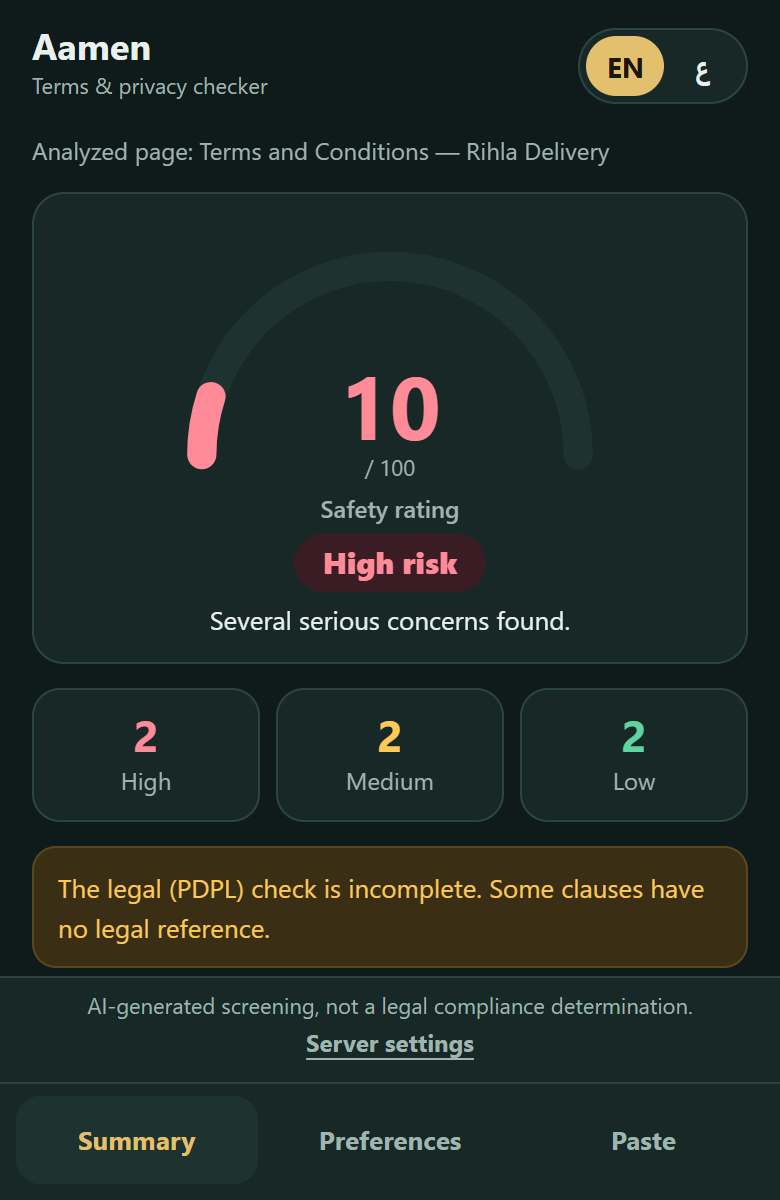 Aamen
Terms & privacy checker
EN
ع
Analyzed page: Terms and Conditions — Rihla Delivery
10
/ 100
Safety rating
High risk
Several serious concerns found.
2
High
2
Medium
2
Low
The legal (PDPL) check is incomplete. Some clauses have
no legal reference.
AI-generated screening, not a legal compliance determination.
Server settings
Summary
Preferences
Paste